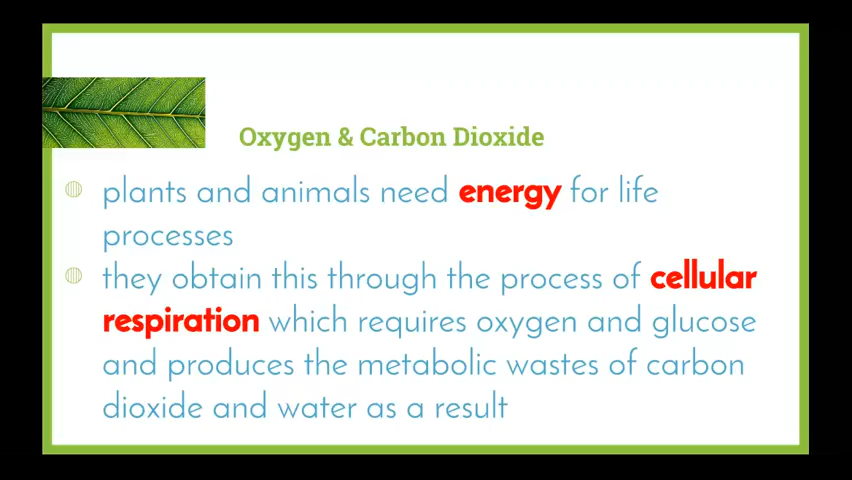 Oxygen & Carbon Dioxide
plants and animals need energy for life
processes
they obtain this through the process of cellular
respiration which requires oxygen and glucose
and produces the metabolic wastes of carbon
dioxide and water as a result